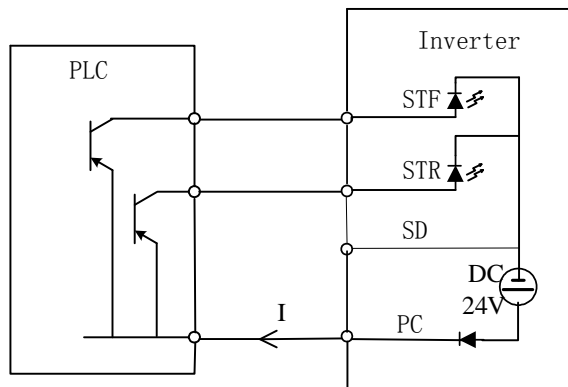 Inverter
PLC
STF
STR
SD
DC
24V
I
PC